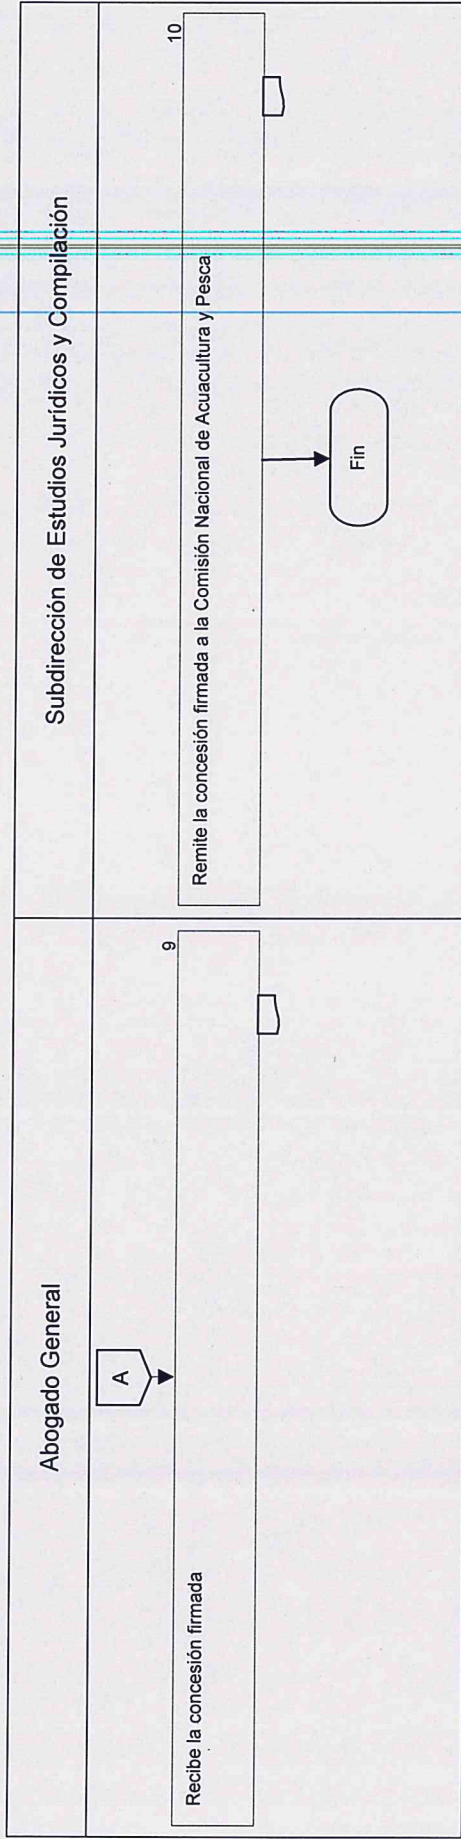 Abogado General
Subdirección de Estudios Jurídicos y Compilación
A
9
Recibe la concesión firmada
10
Remite la concesión firmada a la Comisión Nacional de Acuacultura y Pesca
Fin